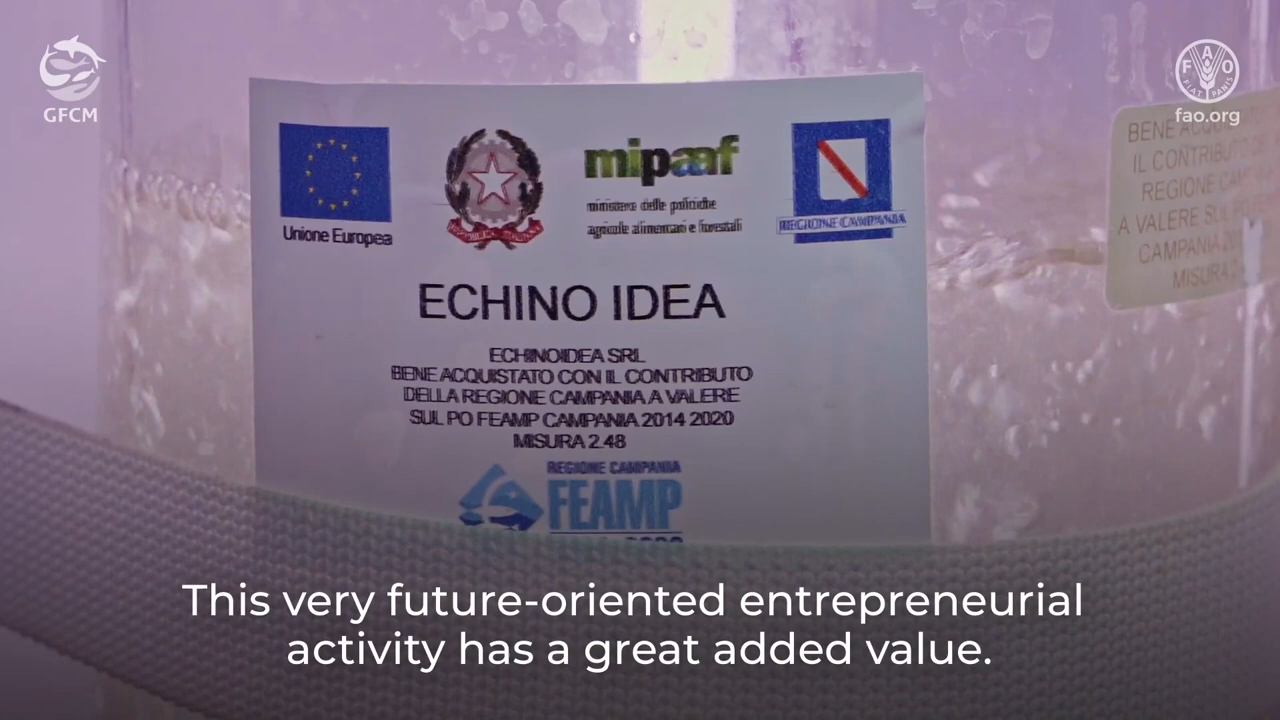 GFCM
FAO
FIAT PANIS
fao.org
Unione Europea
mipaaf
ministero delle politiche
agricole alimentari e forestali
REGIONE CAMPANIA
ECHINO IDEA
ECHINOIDEA SRL
BENE ACQUISTATO CON IL CONTRIBUTO
DELLA REGIONE CAMPANIA A VALERE
SUL PO FEAMP CAMPANIA 2014 2020
MISURA 2.48
REGIONE CAMPANIA
FEAMP
BENE
IL CONTRIBUTO
REGIONE
A VALERE SUL
CAMPANIA
MISURA
This very future-oriented entrepreneurial
activity has a great added value.